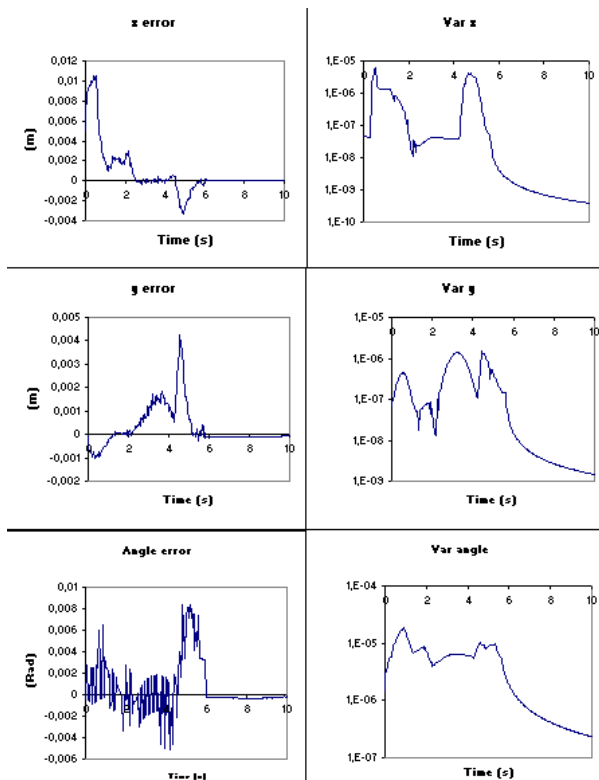 x error
0,012
0,01
0,008
0,006
0,004
0,002
0
-0,002
-0,004
0 2 4 6 8 10
(m)
Time (s)
Var x
1,E-05
1,E-06
1,E-07
1,E-08
1,E-09
1,E-10
0 2 4 6 8 10
Time (s)
y error
0,005
0,004
0,003
0,002
0,001
0
-0,001
-0,002
0 2 4 6 8 10
(m)
Time (s)
Var y
1,E-05
1,E-06
1,E-07
1,E-08
1,E-09
0 2 4 6 8 10
Time (s)
Angle error
0,01
0,008
0,006
0,004
0,002
0
-0,002
-0,004
-0,006
0 2 4 6 8 10
(Rad)
Time (s)
Var angle
1,E-04
1,E-05
1,E-06
1,E-07
0 2 4 6 8 10
Time (s)